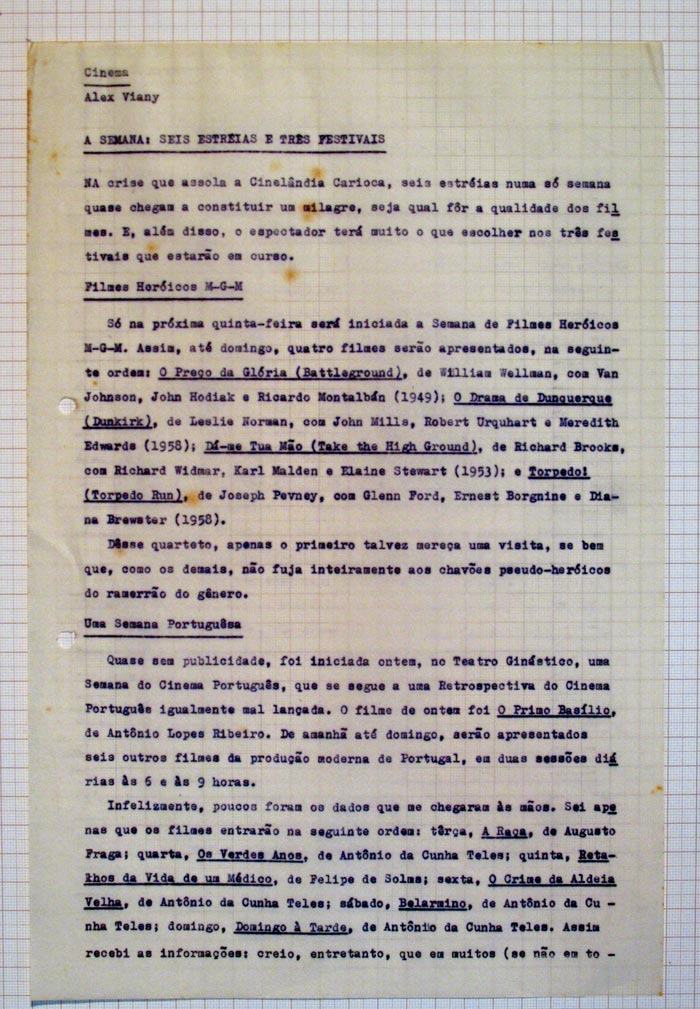 Cinema
Alex Viany
A SEMANA: SEIS ESTRÉIAS E TRÊS FESTIVAIS
NA crise que assola a Cinelândia Carioca, seis estréias numa só semana
quase chegam a constituir um milagre, seja qual fôr a qualidade dos fil
mes. E, além disso, o espectador terá muito o que escolher nos três fes
tivais que estarão em curso.
Filmes Heróicos M-G-M
Só na próxima quinta-feira será iniciada a Semana de Filmes Heróicos
M-G-M. Assim, até domingo, quatro filmes serão apresentados, na seguin-
te ordem: O Preço da Glória (Battleground), de William Wellman, com Van
Johnson, John Hodiak e Ricardo Montalbán (1949); O Drama de Dunquerque
(Dunkirk), de Leslie Norman, com John Mills, Robert Urquhart e Meredith
Edwards (1958); Dá-me Tua Mão (Take the High Ground), de Richard Brooks,
com Richard Widmar, Karl Malden e Elaine Stewart (1953); e Torpedo!
(Torpedo Run), de Joseph Pevney, com Glenn Ford, Ernest Borgnine e Dia-
na Brewster (1958).
Dêsse quarteto, apenas o primeiro talvez mereça uma visita, se bem
que, como os demais, não fuja inteiramente aos chavões pseudo-heróicos
do ramerrão do gênero.
Uma Semana Portuguêsa
Quase sem publicidade, foi iniciada ontem, no Teatro Ginástico, uma
Semana do Cinema Português, que se segue a uma Retrospectiva do Cinema
Português igualmente mal lançada. O filme de ontem foi O Primo Basílio,
de Antônio Lopes Ribeiro. De amanhã até domingo, serão apresentados
seis outros filmes da produção moderna de Portugal, em duas sessões diá
rias às 6 e às 9 horas.
Infelizmente, poucos foram os dados que me chegaram às mãos. Sei ape
nas que os filmes entrarão na seguinte ordem: têrça, A Raça, de Augusto
Fraga; quarta, Os Verdes Anos, de Antônio da Cunha Teles; quinta, Reta-
lhos da Vida de um Médico, de Felipe de Solms; sexta, O Crime da Aldeia
Velha, de Antônio da Cunha Teles; sábado, Belarmino, de Antônio da Cu -
nha Teles; domingo, Domingo à Tarde, de Antônio da Cunha Teles. Assim
recebi as informações: creio, entretanto, que em muitos (se não em to -